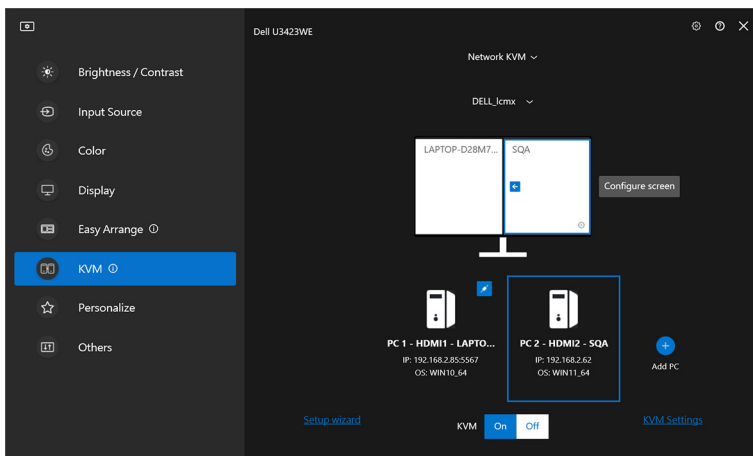 Dell U3423WE
Brightness / Contrast
Input Source
Color
Display
Easy Arrange
KVM
Personalize
Others
Network KVM
DELL_lcmx
LAPTOP-D28M7...
SQA
Configure screen
PC 1 - HDMI1 - LAPTO...
IP: 192.168.2.85:5567
OS: WIN10_64
PC 2 - HDMI2 - SQA
IP: 192.168.2.62
OS: WIN11_64
Add PC
Setup wizard
KVM On Off
KVM Settings